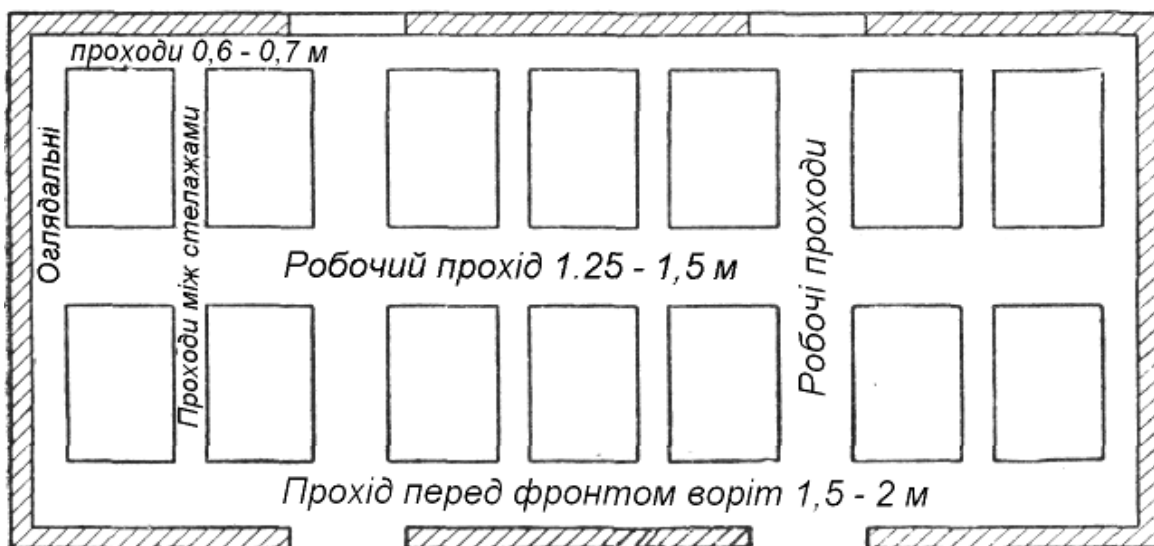 проходи 0,6 - 0,7 м
Оглядальні
Проходи між стелажами
Робочий прохід 1.25 - 1,5 м
Робочі проходи
Прохід перед фронтом воріт 1,5 - 2 м